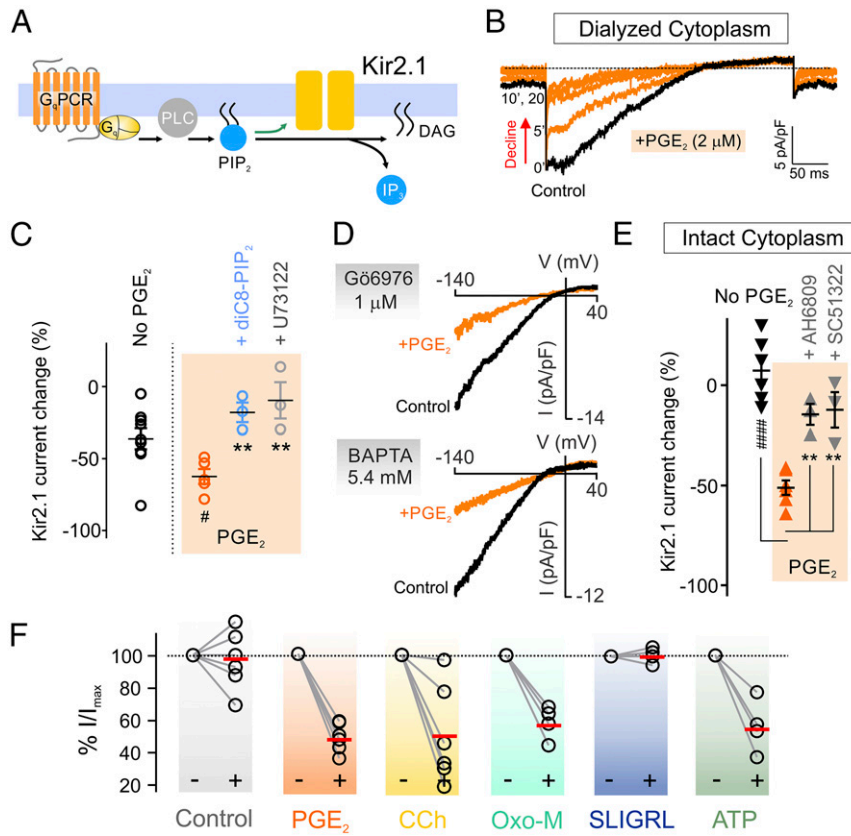 A
Kir2.1
GqPCR
Gq
PLC
PIP2
DAG
IP3
B
Dialyzed Cytoplasm
10', 20'
5'
0'
Decline
+PGE2 (2 μM)
Control
5 pA/pF
50 ms
C
Kir2.1 current change (%)
No PGE2
+ diC8-PIP2
+ U73122
0
-50
-100
#
**
**
PGE2
D
Gö6976
1 μM
V (mV)
-140
40
+PGE2
Control
I (pA/pF)
-14
BAPTA
5.4 mM
V (mV)
-140
40
+PGE2
Control
I (pA/pF)
-12
E
Intact Cytoplasm
Kir2.1 current change (%)
No PGE2
+ AH6809
+ SC51322
0
-50
-100
####
**
**
PGE2
F
% I/Imax
100
80
60
40
20
- +
- +
- +
- +
- +
- +
Control
PGE2
CCh
Oxo-M
SLIGRL
ATP